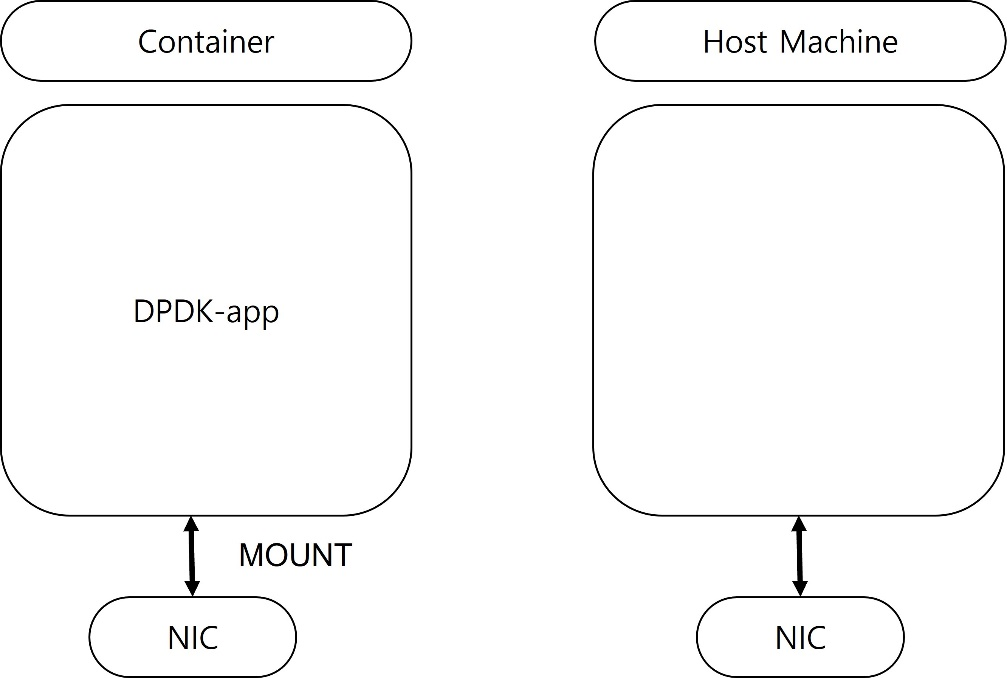 Container
Host Machine
DPDK-app
MOUNT
NIC
NIC